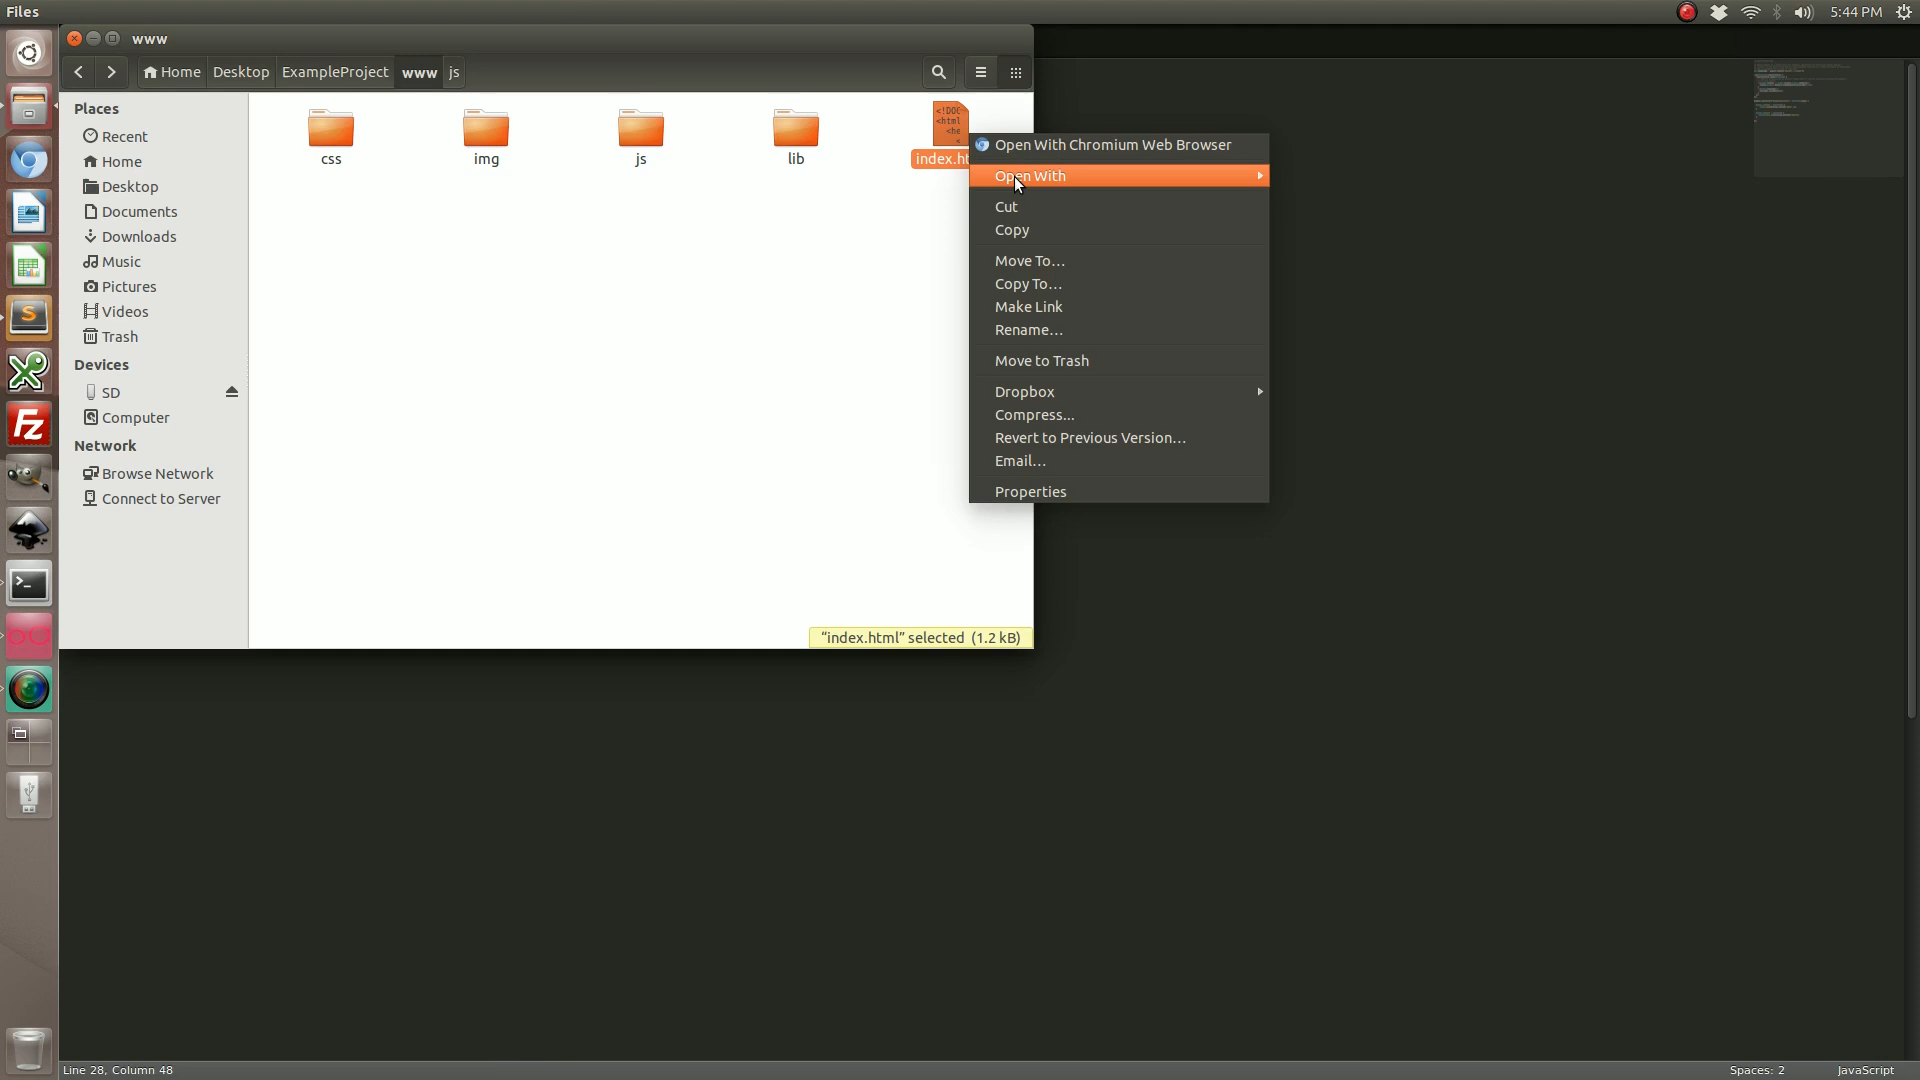 Files
5:44 PM
www
Home
Desktop
ExampleProject
www
js
Places
Recent
Home
Desktop
Documents
Downloads
Music
Pictures
Videos
Trash
Devices
SD
Computer
Network
Browse Network
Connect to Server
css
img
js
lib
<!DOC
<html
<he
<
index.ht
Open With Chromium Web Browser
Open With
Cut
Copy
Move To…
Copy To…
Make Link
Rename…
Move to Trash
Dropbox
Compress...
Revert to Previous Version…
Email…
Properties
“index.html” selected (1.2 kB)
Line 28, Column 48
Spaces: 2
JavaScript